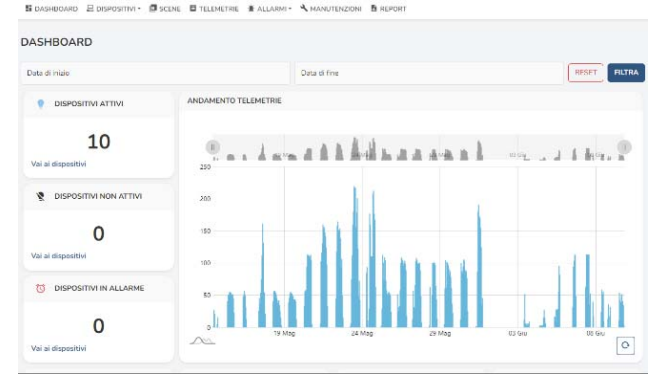 DASHBOARD DISPOSITIVI SCENE TELEMETRIE ALLARMI MANUTENZIONI REPORT
DASHBOARD
Data di inizio Data di fine RESET FILTRA
DISPOSITIVI ATTIVI
10
Vai ai dispositivi
DISPOSITIVI NON ATTIVI
0
Vai ai dispositivi
DISPOSITIVI IN ALLARME
0
Vai ai dispositivi
ANDAMENTO TELEMETRIE
03 Giu
250
200
150
100
50
0
19 Mag 24 Mag 29 Mag 03 Giu 08 Giu